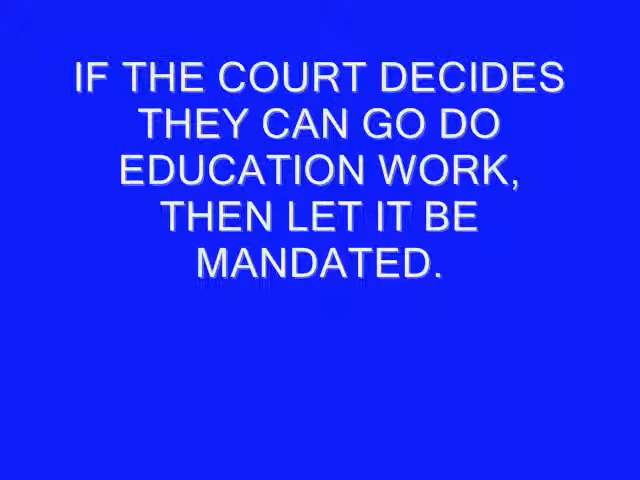 IF THE COURT DECIDES
THEY CAN GO DO
EDUCATION WORK,
THEN LET IT BE
MANDATED.